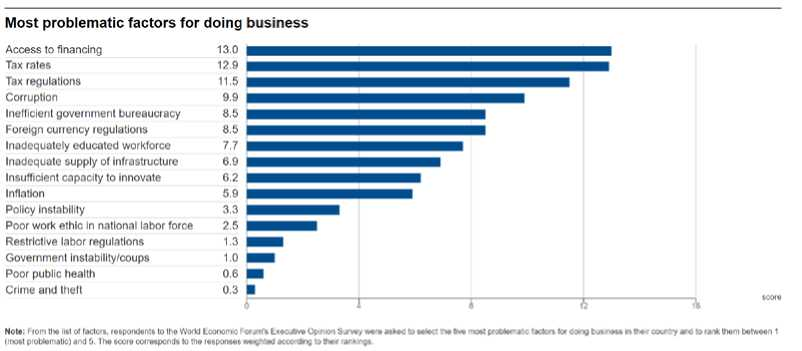 Most problematic factors for doing business
Access to financing 13.0
Tax rates 12.9
Tax regulations 11.5
Corruption 9.9
Inefficient government bureaucracy 8.5
Foreign currency regulations 8.5
Inadequately educated workforce 7.7
Inadequate supply of infrastructure 6.9
Insufficient capacity to innovate 6.2
Inflation 5.9
Policy instability 3.3
Poor work ethic in national labor force 2.5
Restrictive labor regulations 1.3
Government instability/coups 1.0
Poor public health 0.6
Crime and theft 0.3
0 4 8 12 16 score
Note: From the list of factors, respondents to the World Economic Forum's Executive Opinion Survey were asked to select the five most problematic factors for doing business in their country and to rank them between 1
(most problematic) and 5. The score corresponds to the responses weighted according to their rankings.